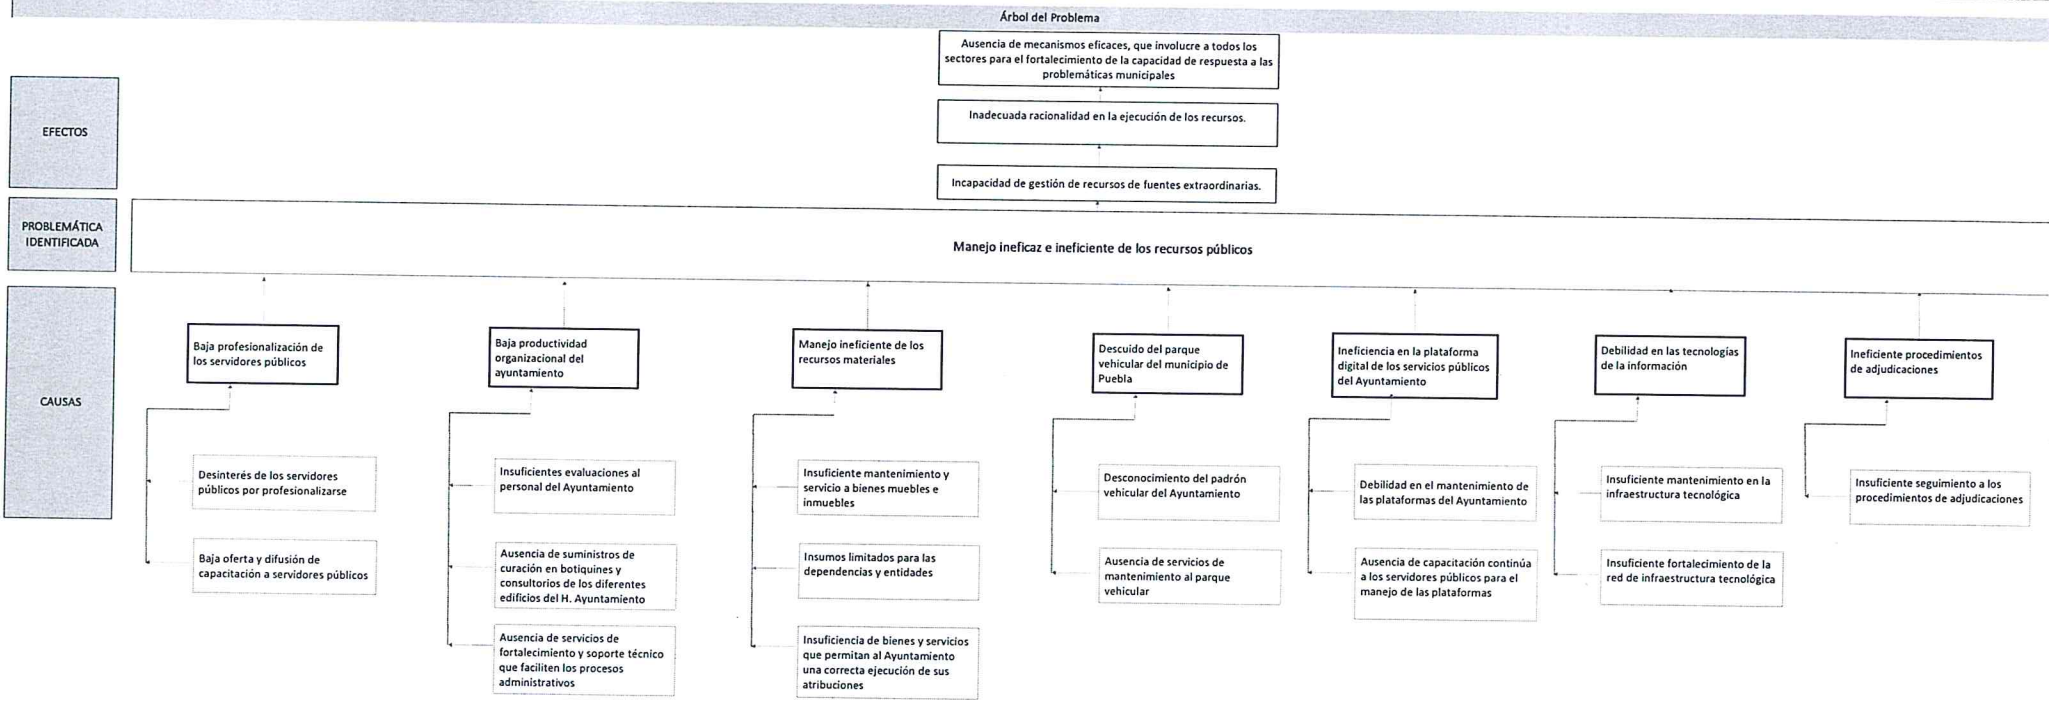 Árbol del Problema
Ausencia de mecanismos eficaces, que involucre a todos los
sectores para el fortalecimiento de la capacidad de respuesta a las
problemáticas municipales
EFECTOS
Inadecuada racionalidad en la ejecución de los recursos.
Incapacidad de gestión de recursos de fuentes extraordinarias.
PROBLEMÁTICA
IDENTIFICADA
Manejo ineficaz e ineficiente de los recursos públicos
CAUSAS
Baja profesionalización de
los servidores públicos
Desinterés de los servidores
públicos por profesionalizarse
Baja oferta y difusión de
capacitación a servidores públicos
Baja productividad
organizacional del
ayuntamiento
Insuficientes evaluaciones al
personal del Ayuntamiento
Ausencia de suministros de
curación en botiquines y
consultorios de los diferentes
edificios del H. Ayuntamiento
Ausencia de servicios de
fortalecimiento y soporte técnico
que faciliten los procesos
administrativos
Manejo ineficiente de los
recursos materiales
Insuficiente mantenimiento y
servicio a bienes muebles e
inmuebles
Insumos limitados para las
dependencias y entidades
Insuficiencia de bienes y servicios
que permitan al Ayuntamiento
una correcta ejecución de sus
atribuciones
Descuido del parque
vehicular del municipio de
Puebla
Desconocimiento del padrón
vehicular del Ayuntamiento
Ausencia de servicios de
mantenimiento al parque
vehicular
Ineficiencia en la plataforma
digital de los servicios públicos
del Ayuntamiento
Debilidad en el mantenimiento de
las plataformas del Ayuntamiento
Ausencia de capacitación continúa
a los servidores públicos para el
manejo de las plataformas
Debilidad en las tecnologías
de la información
Insuficiente mantenimiento en la
infraestructura tecnológica
Insuficiente fortalecimiento de la
red de infraestructura tecnológica
Ineficiente procedimientos
de adjudicaciones
Insuficiente seguimiento a los
procedimientos de adjudicaciones